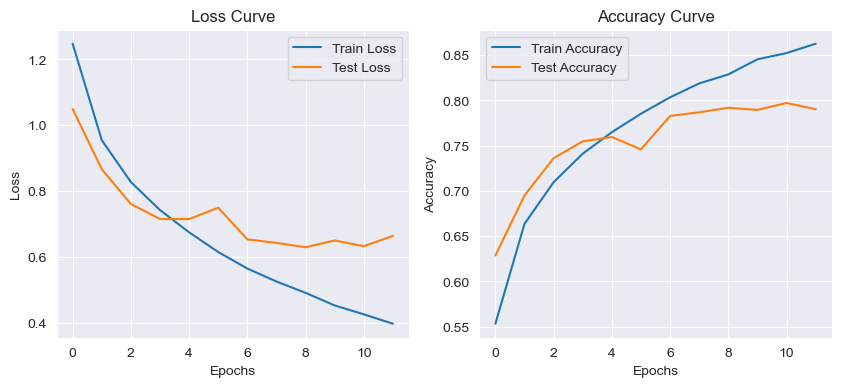 Loss Curve
Train Loss
Test Loss
1.2
1.0
0.8
0.6
0.4
Loss
0 2 4 6 8 10
Epochs
Accuracy Curve
Train Accuracy
Test Accuracy
0.85
0.80
0.75
0.70
0.65
0.60
0.55
Accuracy
0 2 4 6 8 10
Epochs